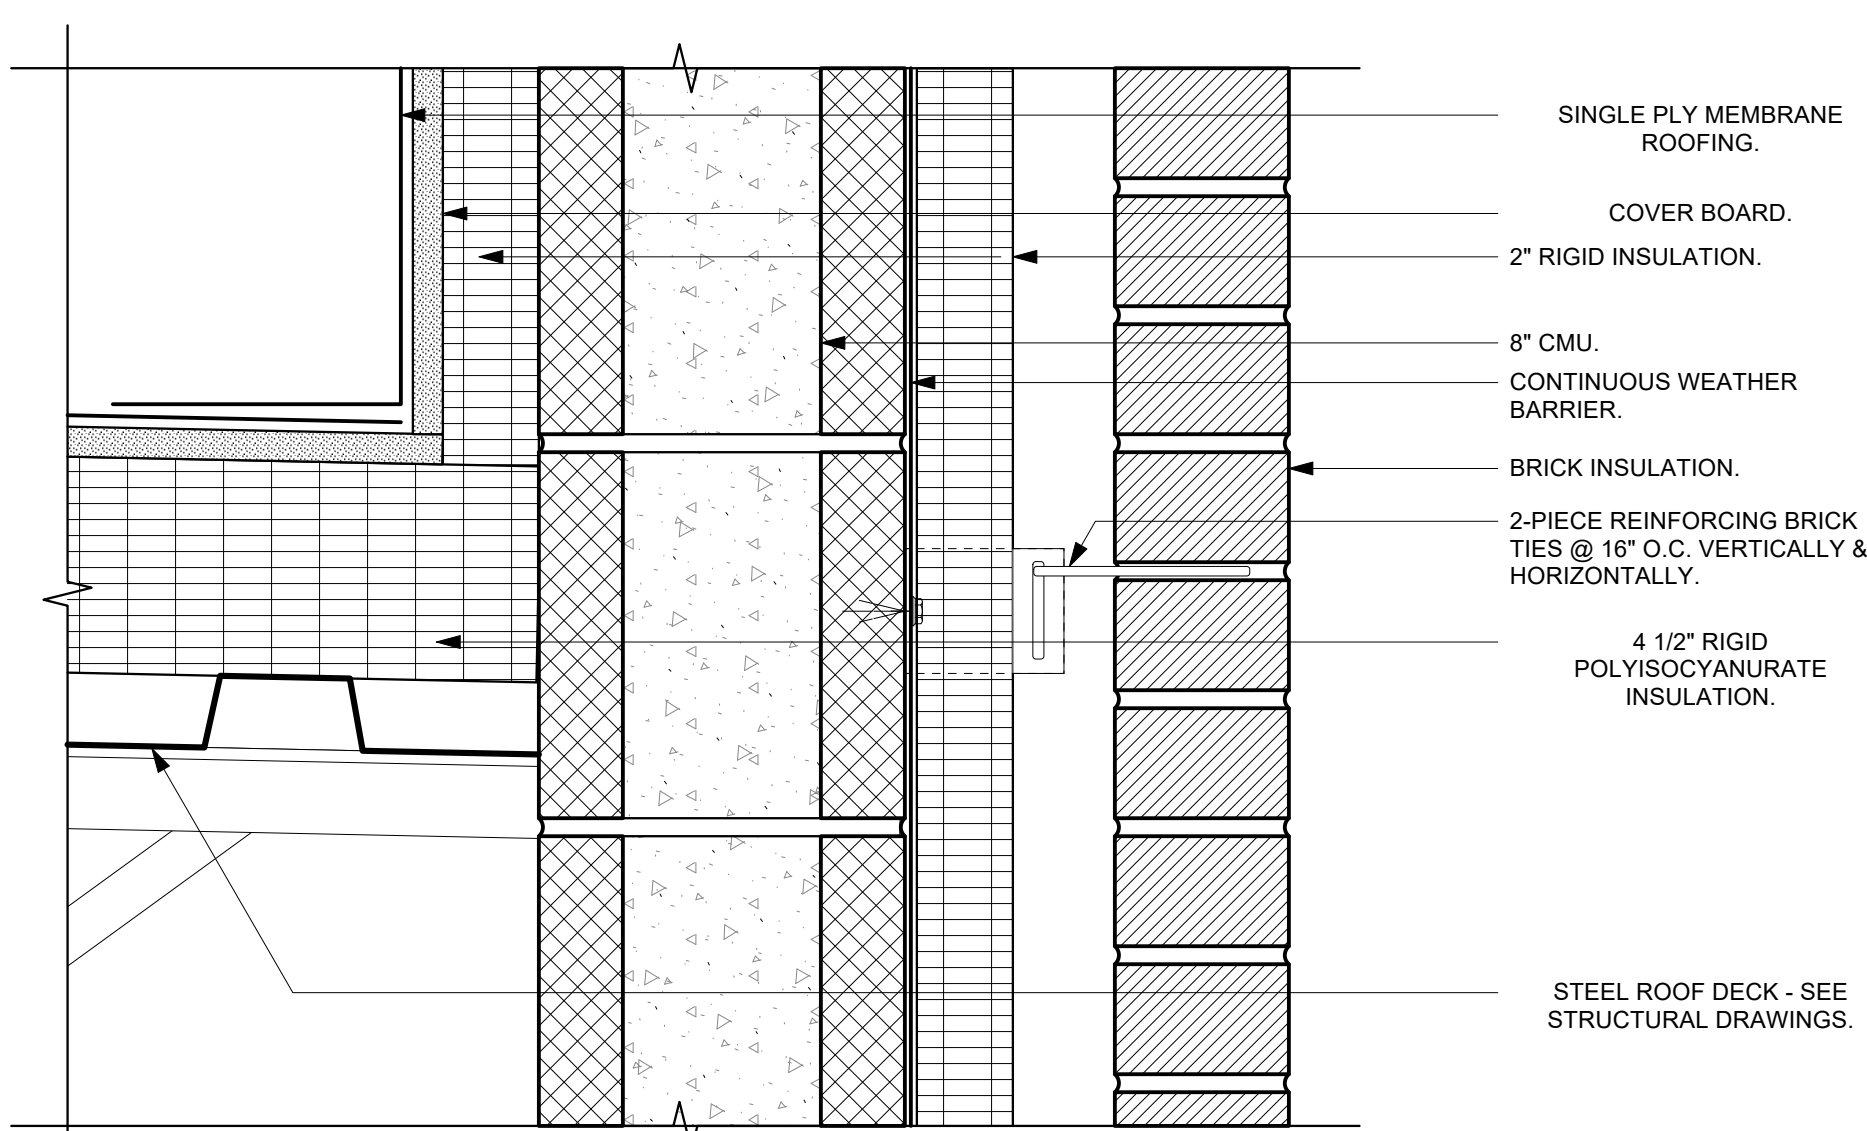 SINGLE PLY MEMBRANE
ROOFING.
COVER BOARD.
2" RIGID INSULATION.
8" CMU.
CONTINUOUS WEATHER
BARRIER.
BRICK INSULATION.
2-PIECE REINFORCING BRICK
TIES @ 16" O.C. VERTICALLY &
HORIZONTALLY.
4 1/2" RIGID
POLYISOCYANURATE
INSULATION.
STEEL ROOF DECK - SEE
STRUCTURAL DRAWINGS.